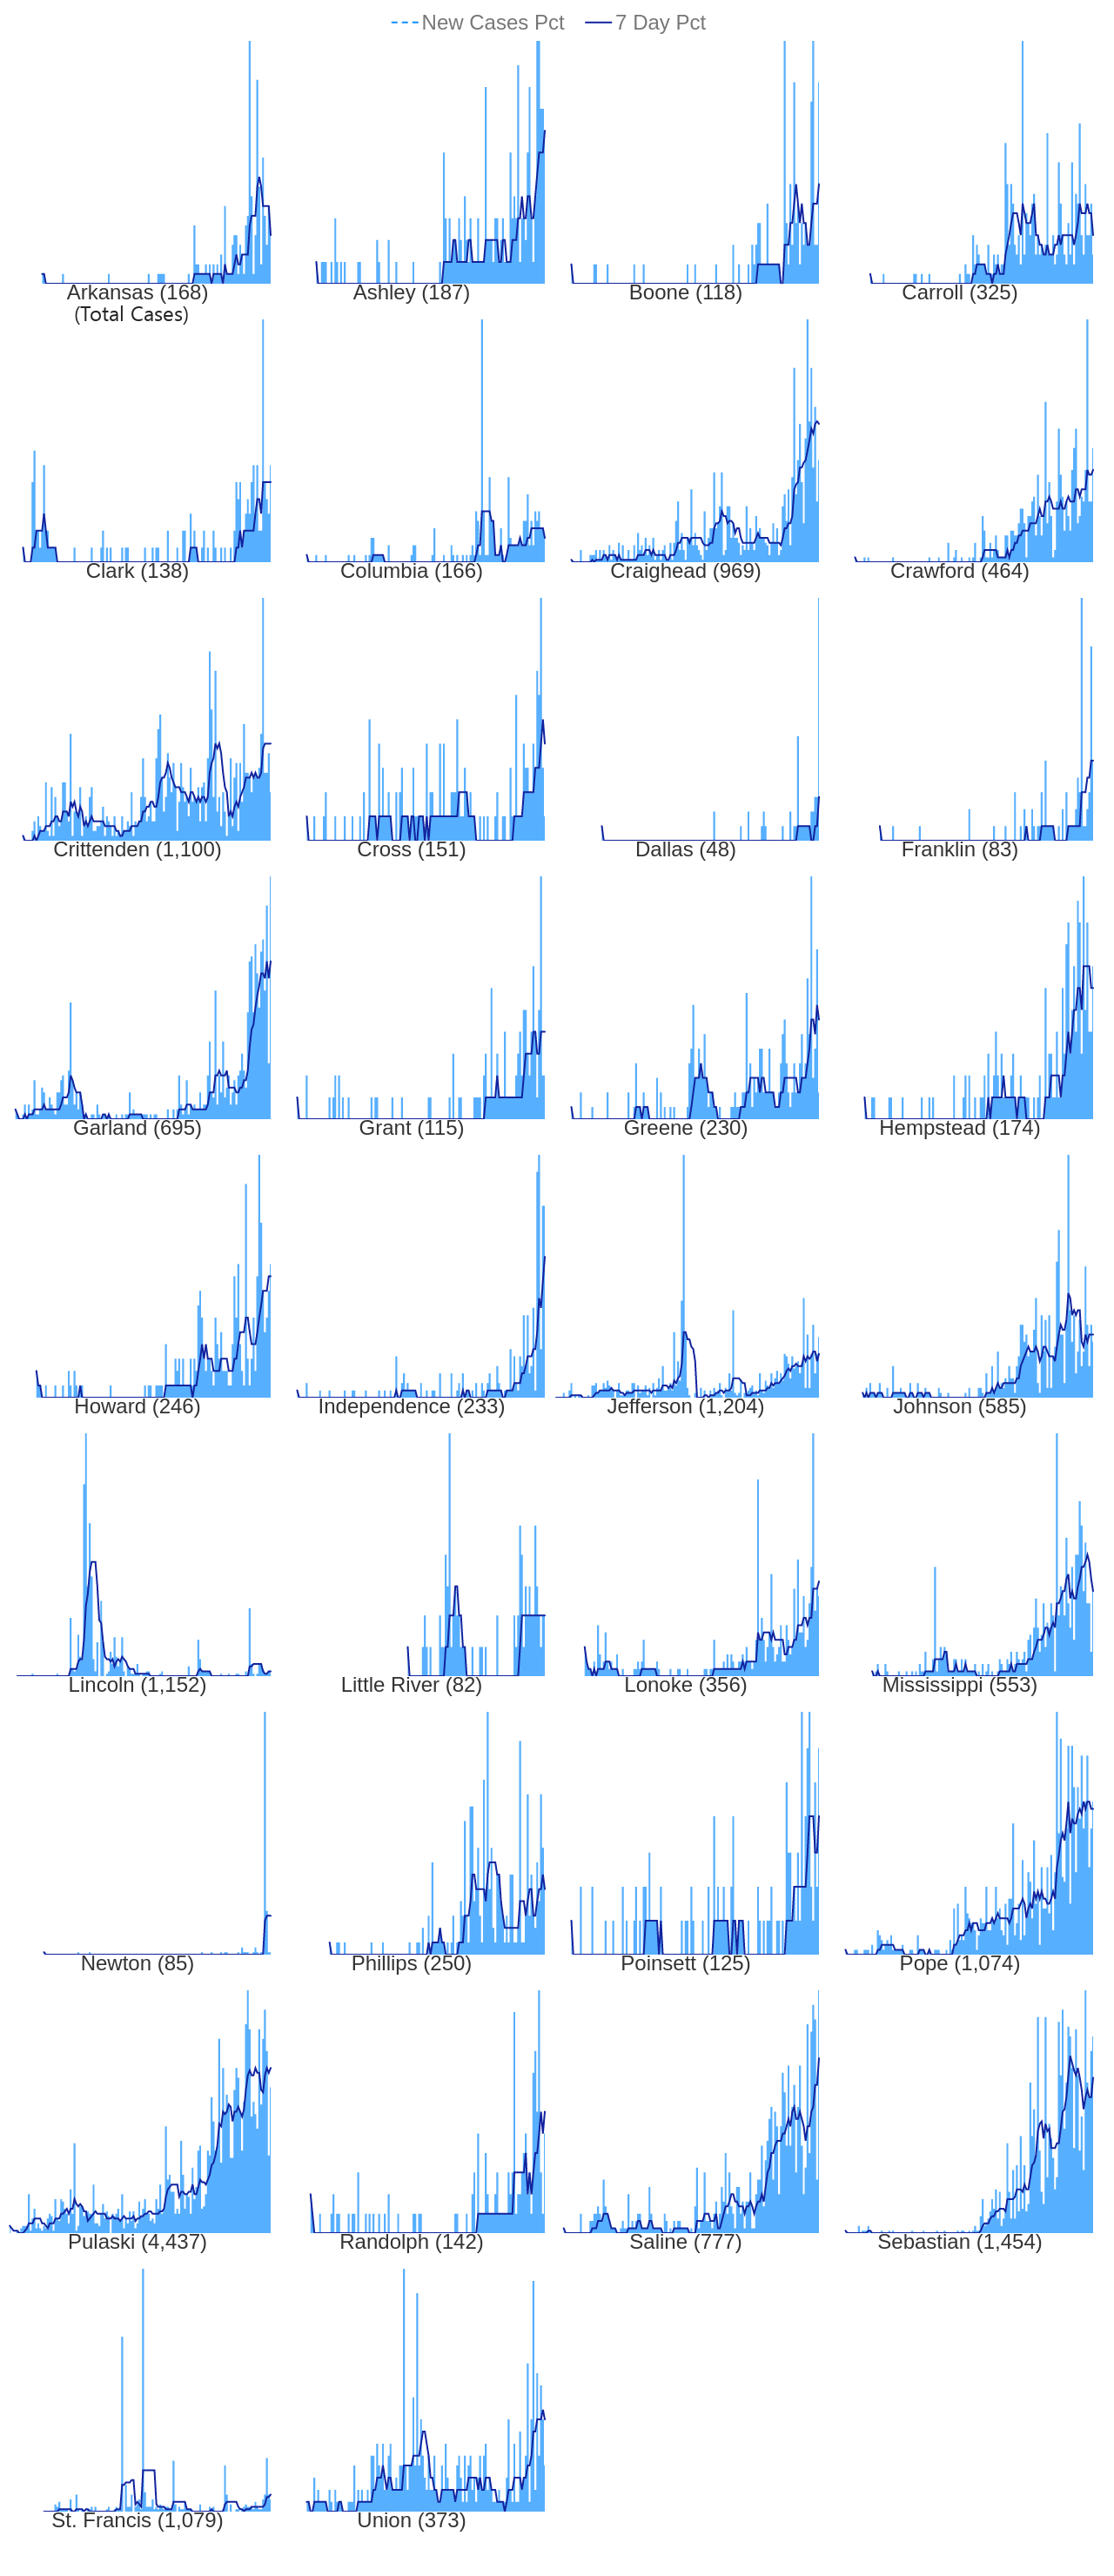 New Cases Pct 7 Day Pct
Arkansas (168) Ashley (187) Boone (118) Carroll (325)
(Total Cases)
Clark (138) Columbia (166) Craighead (969) Crawford (464)
Crittenden (1,100) Cross (151) Dallas (48) Franklin (83)
Garland (695) Grant (115) Greene (230) Hempstead (174)
Howard (246) Independence (233) Jefferson (1,204) Johnson (585)
Lincoln (1,152) Little River (82) Lonoke (356) Mississippi (553)
Newton (85) Phillips (250) Poinsett (125) Pope (1,074)
Pulaski (4,437) Randolph (142) Saline (777) Sebastian (1,454)
St. Francis (1,079) Union (373)